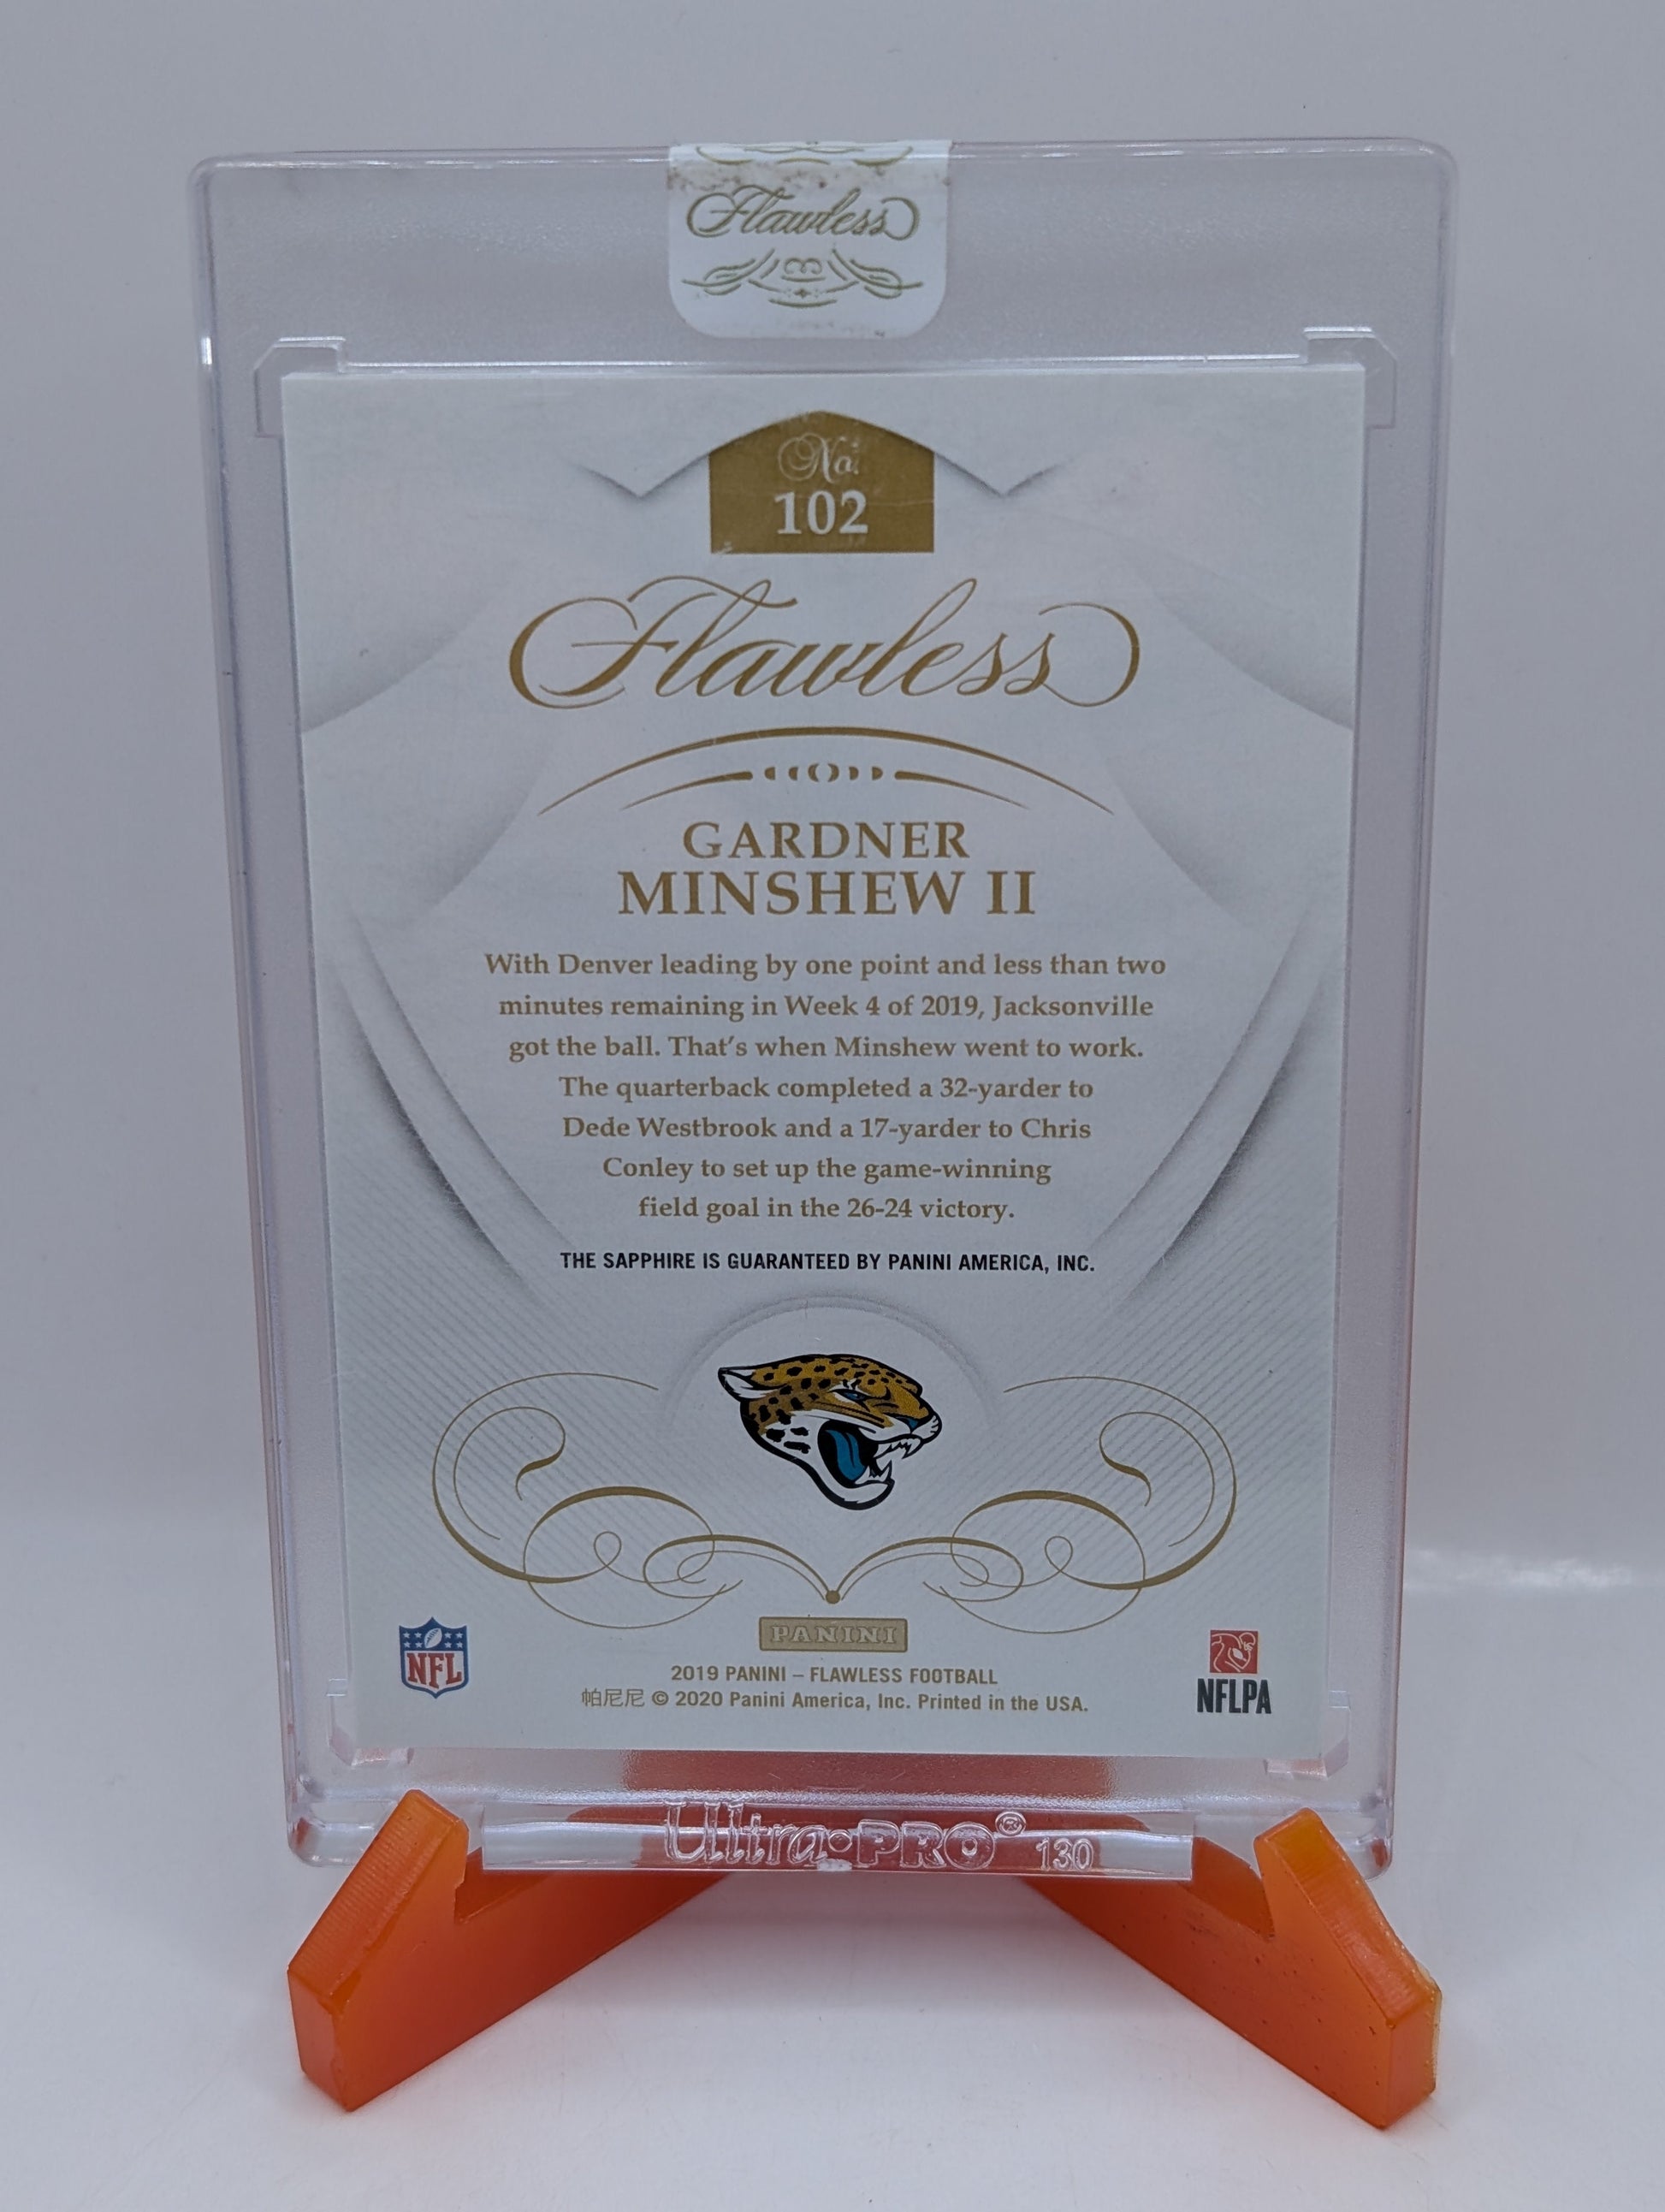 Flawless
No.
102
Flawless
GARDNER
MINSHEW II
With Denver leading by one point and less than two
minutes remaining in Week 4 of 2019, Jacksonville
got the ball. That's when Minshew went to work.
The quarterback completed a 32-yarder to
Dede Westbrook and a 17-yarder to Chris
Conley to set up the game-winning
field goal in the 26-24 victory.
THE SAPPHIRE IS GUARANTEED BY PANINI AMERICA, INC.
PANINI
NFL
2019 PANINI – FLAWLESS FOOTBALL
帕尼尼 © 2020 Panini America, Inc. Printed in the USA.
NFLPA
Ultra·PRO® 130